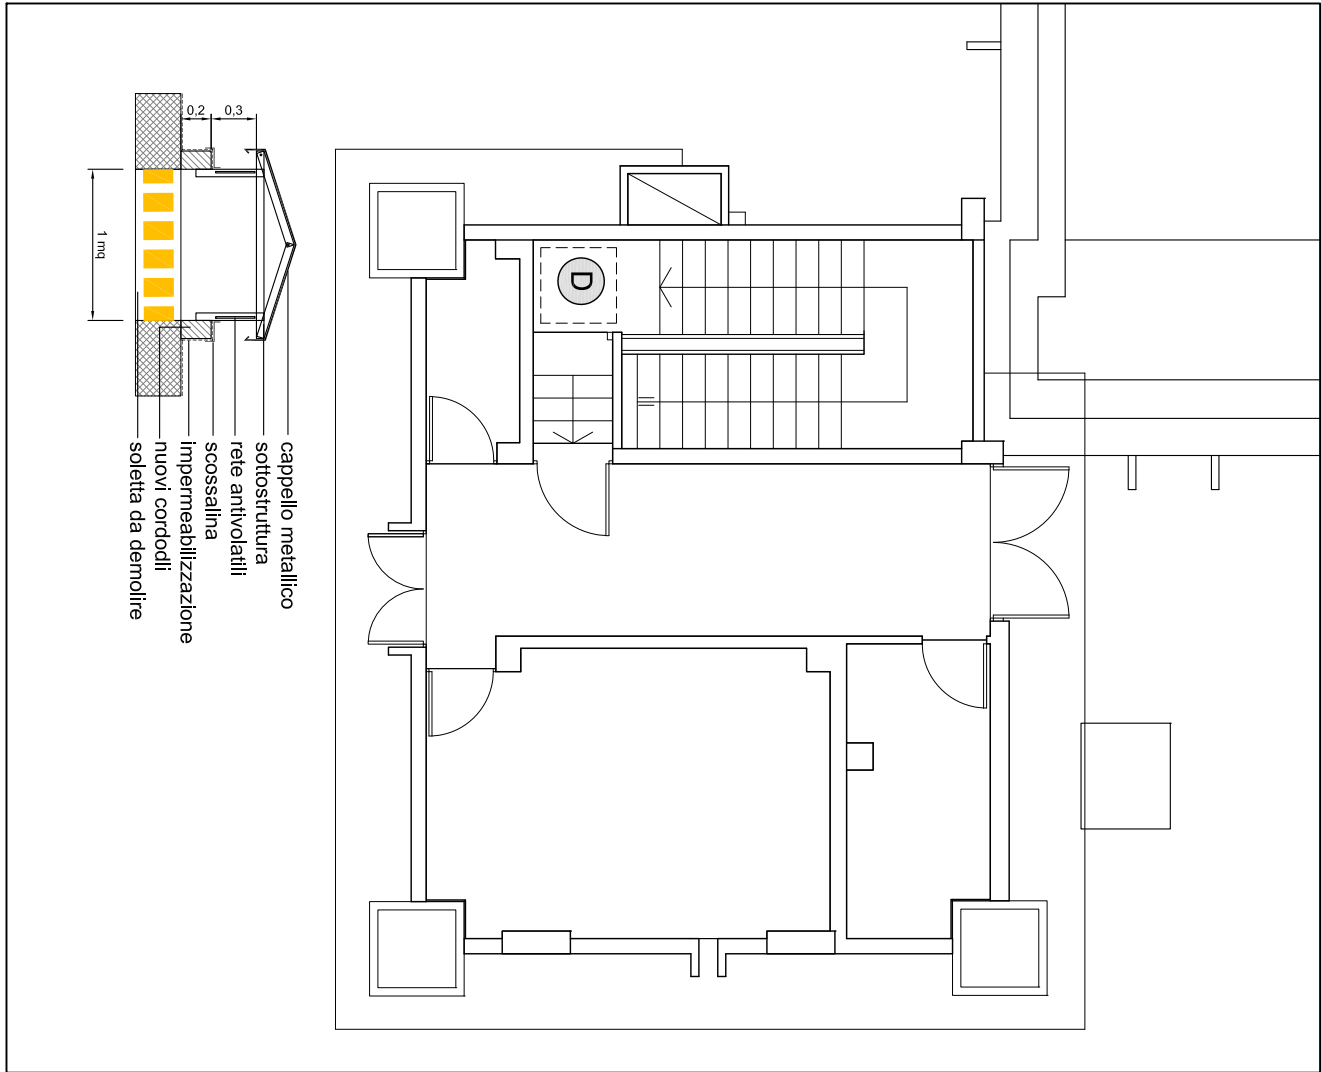 0,2
0,3
1 mq
cappello metallico
sottostruttura
rete antivolatili
scossalina
impermeabilizzazione
nuovi cordodli
soletta da demolire
D